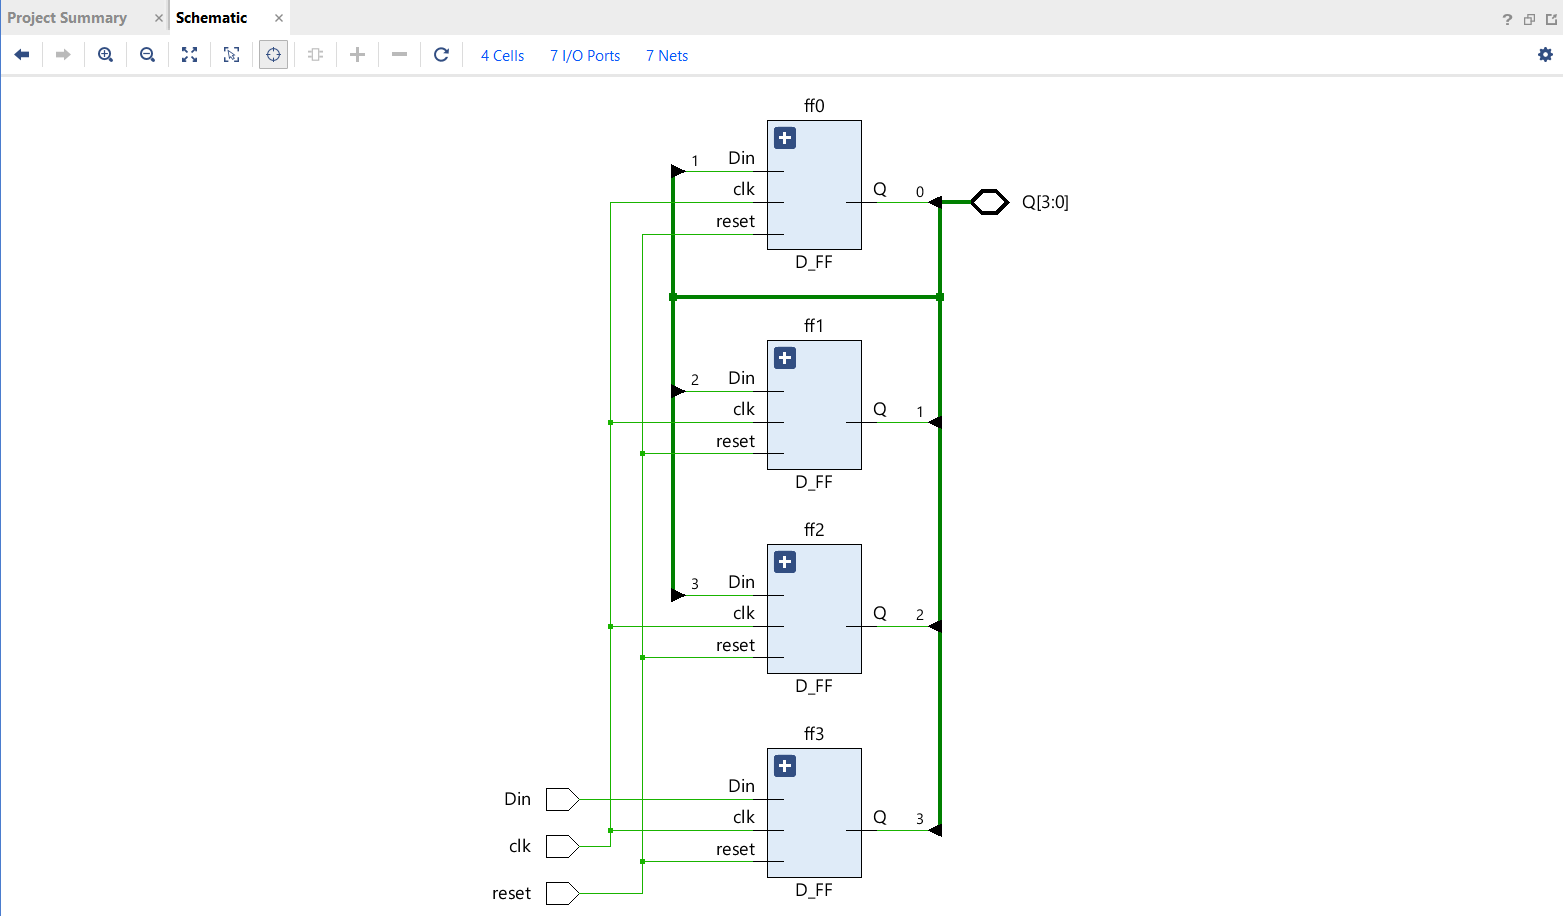 Project Summary × Schematic ×
?
4 Cells 7 I/O Ports 7 Nets
ff0
1 Din
clk
reset
Q 0
Q[3:0]
D_FF
ff1
2 Din
clk
reset
Q 1
D_FF
ff2
3 Din
clk
reset
Q 2
D_FF
ff3
Din
clk
reset
Q 3
D_FF
Din
clk
reset